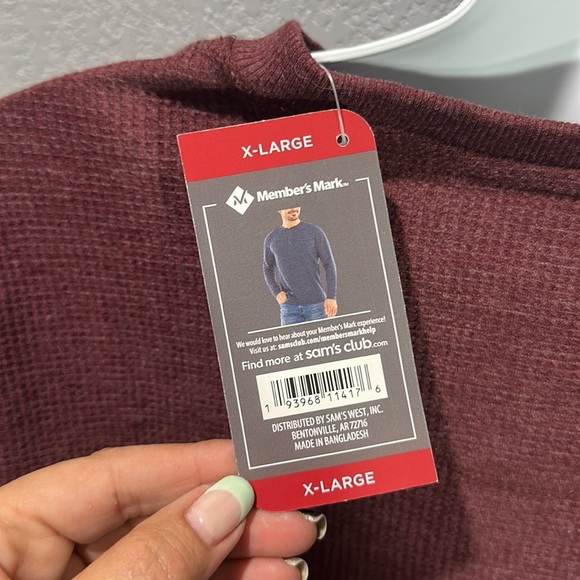 X-LARGE
Member's Mark™
We would love to hear about your Member's Mark experience!
Visit us at: samsclub.com/membersmarkhelp
Find more at sam's club.com
1 93968 11417 6
DISTRIBUTED BY SAM'S WEST, INC.
BENTONVILLE, AR 72716
MADE IN BANGLADESH
X-LARGE